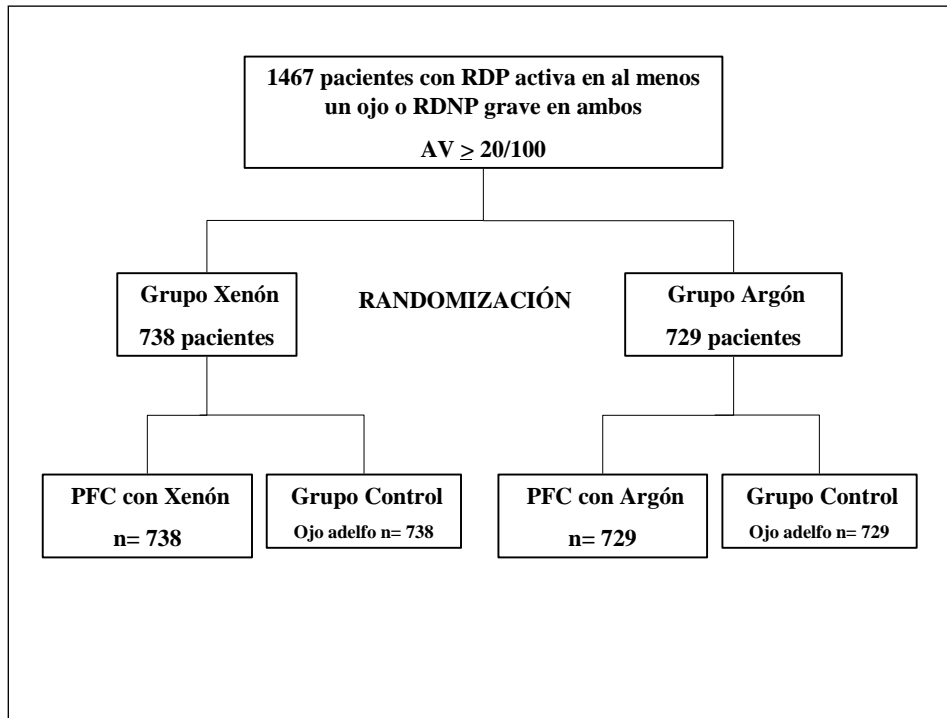 1467 pacientes con RDP activa en al menos
un ojo o RDNP grave en ambos
AV ≥ 20/100
Grupo Xenón
738 pacientes
RANDOMIZACIÓN
Grupo Argón
729 pacientes
PFC con Xenón
n= 738
Grupo Control
Ojo adelfo n= 738
PFC con Argón
n= 729
Grupo Control
Ojo adelfo n= 729